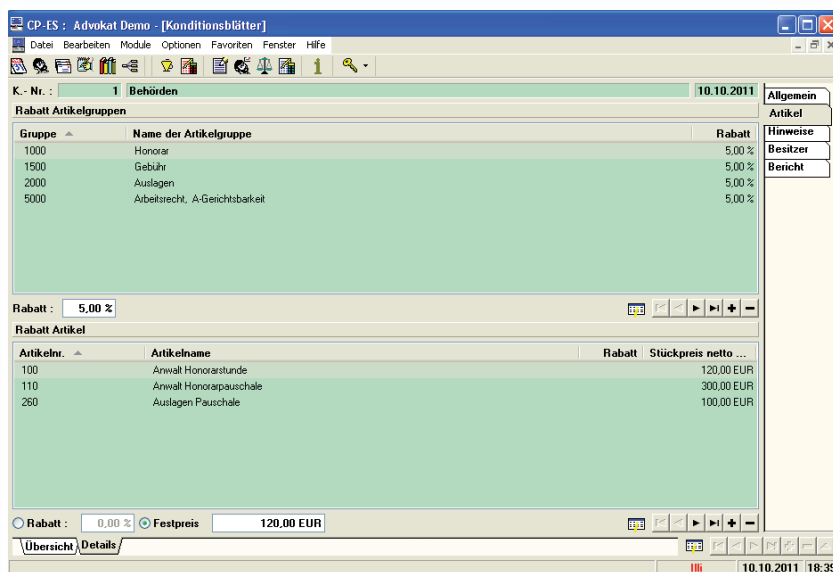 CP-ES : Advokat Demo - [Konditionsblätter]
Datei Bearbeiten Module Optionen Favoriten Fenster Hilfe
K.- Nr. : 1 Behörden 10.10.2011
Allgemein
Artikel
Hinweise
Besitzer
Bericht
Rabatt Artikelgruppen
Gruppe Name der Artikelgruppe Rabatt
1000 Honorar 5,00 %
1500 Gebühr 5,00 %
2000 Auslagen 5,00 %
5000 Arbeitsrecht, A-Gerichtsbarkeit 5,00 %
Rabatt : 5,00 %
Rabatt Artikel
Artikelnr. Artikelname Rabatt Stückpreis netto ...
100 Anwalt Honorarstunde 120,00 EUR
110 Anwalt Honorarpauschale 300,00 EUR
260 Auslagen Pauschale 100,00 EUR
Rabatt : 0,00 % Festpreis 120,00 EUR
Übersicht Details
Ulli 10.10.2011 18:39